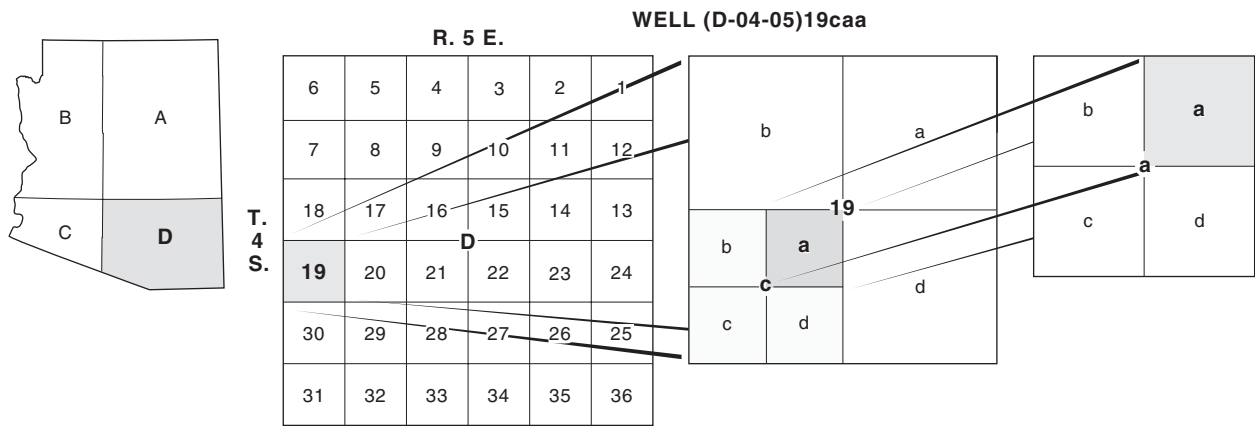 WELL (D-04-05)19caa
R. 5 E.
B A
C D
T.
4
S.
6 5 4 3 2 1
7 8 9 10 11 12
18 17 16 15 14 13
D
19 20 21 22 23 24
30 29 28 27 26 25
31 32 33 34 35 36
b a
19
b a
c
d
c d
b a
a
c d